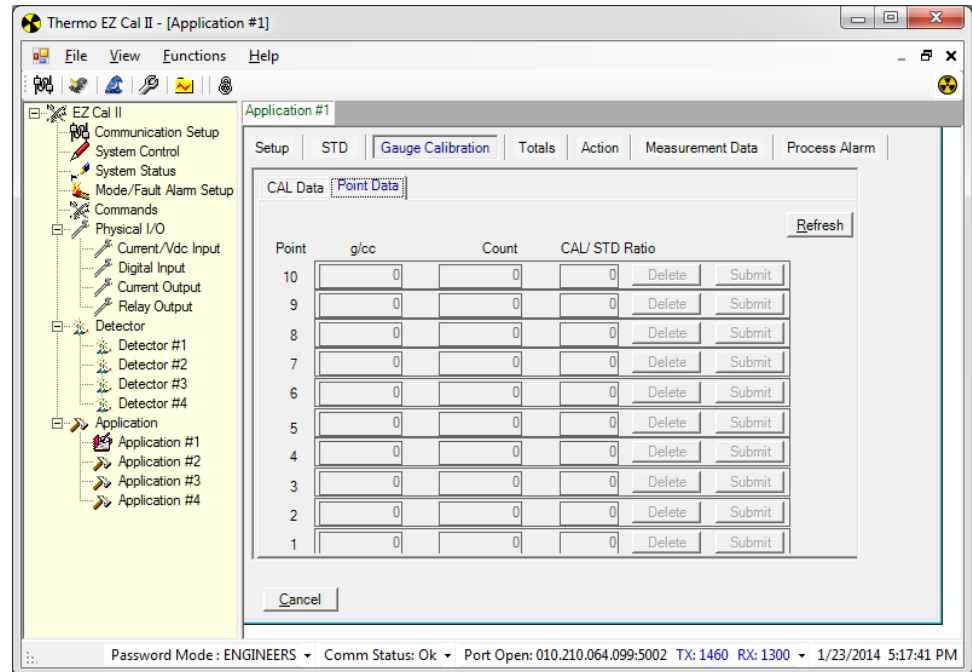 Thermo EZ Cal II - [Application #1]
File View Functions Help
EZ Cal II
Communication Setup
System Control
System Status
Mode/Fault Alarm Setup
Commands
Physical I/O
Current/Vdc Input
Digital Input
Current Output
Relay Output
Detector
Detector #1
Detector #2
Detector #3
Detector #4
Application
Application #1
Application #2
Application #3
Application #4
Application #1
Setup STD Gauge Calibration Totals Action Measurement Data Process Alarm
CAL Data Point Data
Refresh
Point g/cc Count CAL/ STD Ratio
10 0 0 0 Delete Submit
9 0 0 0 Delete Submit
8 0 0 0 Delete Submit
7 0 0 0 Delete Submit
6 0 0 0 Delete Submit
5 0 0 0 Delete Submit
4 0 0 0 Delete Submit
3 0 0 0 Delete Submit
2 0 0 0 Delete Submit
1 0 0 0 Delete Submit
Cancel
Password Mode : ENGINEERS Comm Status: Ok Port Open: 010.210.064.099:5002 TX: 1460 RX: 1300 1/23/2014 5:17:41 PM